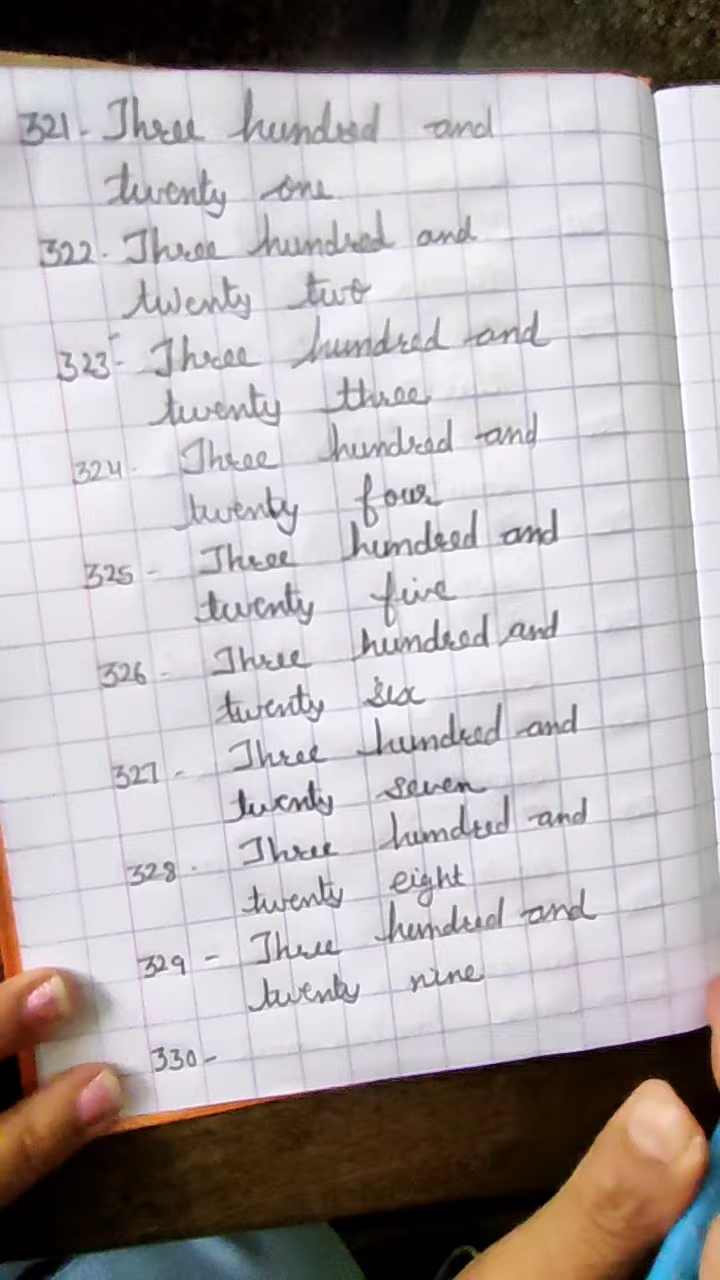 321. Three hundred and
twenty one
322. Three hundred and
twenty two
323- Three hundred and
twenty three
324. Three hundred and
twenty four
325 - Three hundred and
twenty five
326 - Three hundred and
twenty six
327 - Three hundred and
twenty seven
328 - Three hundred and
twenty eight
329 - Three hundred and
twenty nine
330 -